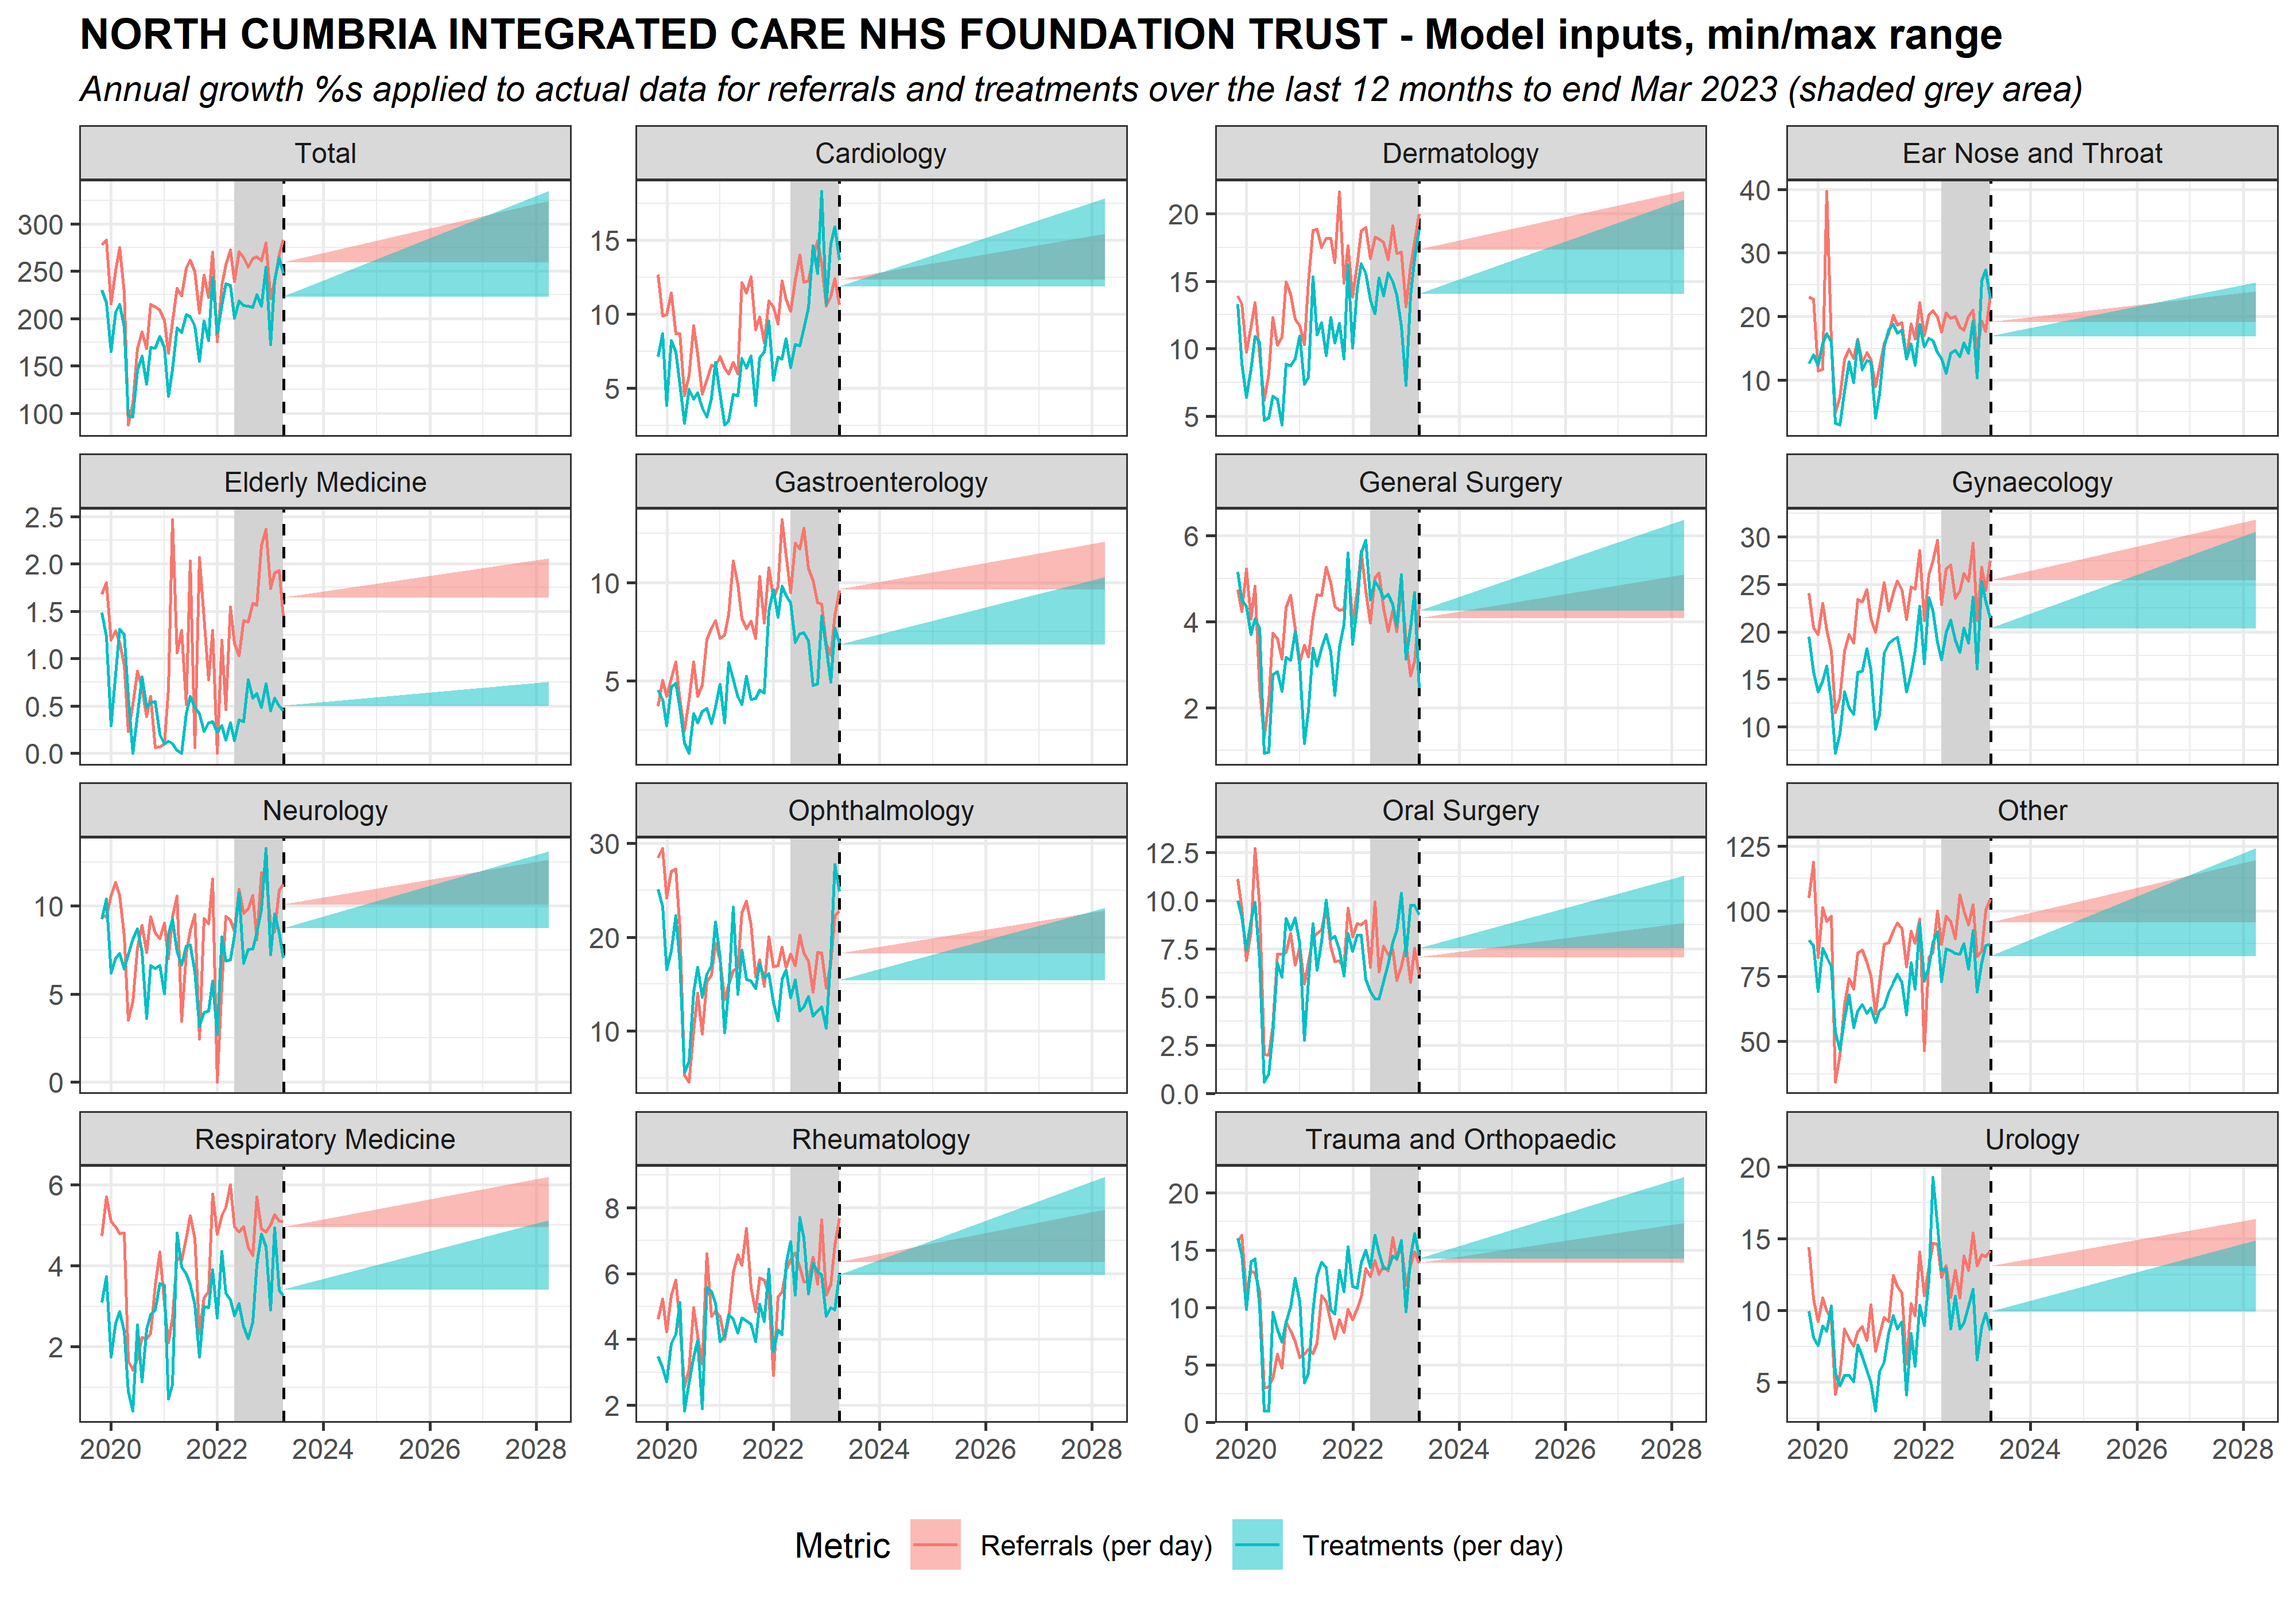 NORTH CUMBRIA INTEGRATED CARE NHS FOUNDATION TRUST - Model inputs, min/max range
Annual growth %s applied to actual data for referrals and treatments over the last 12 months to end Mar 2023 (shaded grey area)
Total
Cardiology
Dermatology
Ear Nose and Throat
300
250
200
150
100
15
10
5
20
15
10
5
40
30
20
10
Elderly Medicine
Gastroenterology
General Surgery
Gynaecology
2.5
2.0
1.5
1.0
0.5
0.0
10
5
6
4
2
30
25
20
15
10
Neurology
Ophthalmology
Oral Surgery
Other
10
5
0
30
20
10
12.5
10.0
7.5
5.0
2.5
0.0
125
100
75
50
Respiratory Medicine
Rheumatology
Trauma and Orthopaedic
Urology
6
4
2
8
6
4
2
20
15
10
5
0
20
15
10
5
2020 2022 2024 2026 2028
2020 2022 2024 2026 2028
2020 2022 2024 2026 2028
2020 2022 2024 2026 2028
Metric Referrals (per day) Treatments (per day)